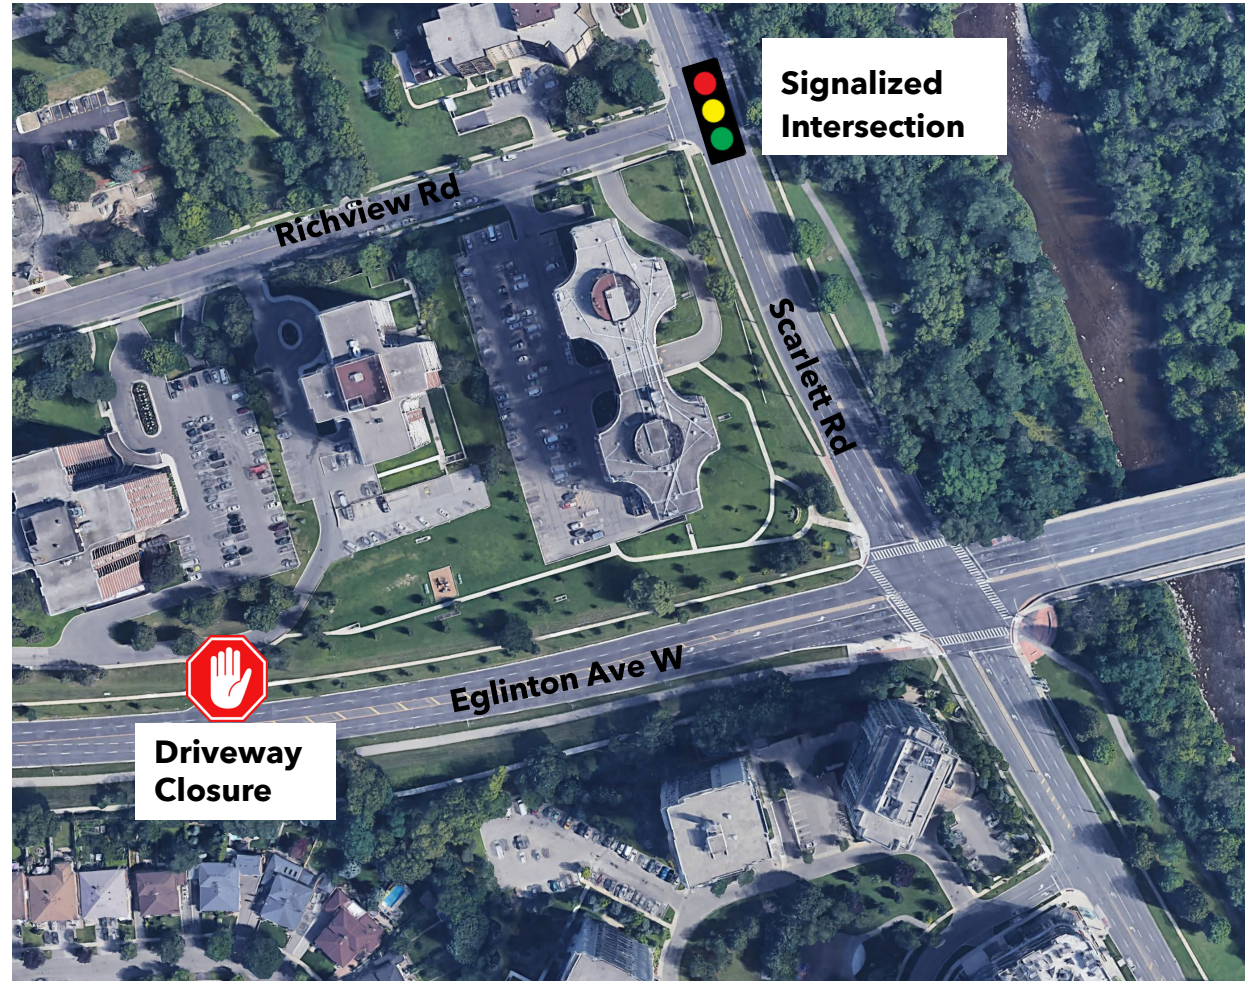 Signalized
Intersection
Richview Rd
Scarlett Rd
Eglinton Ave W
Driveway
Closure